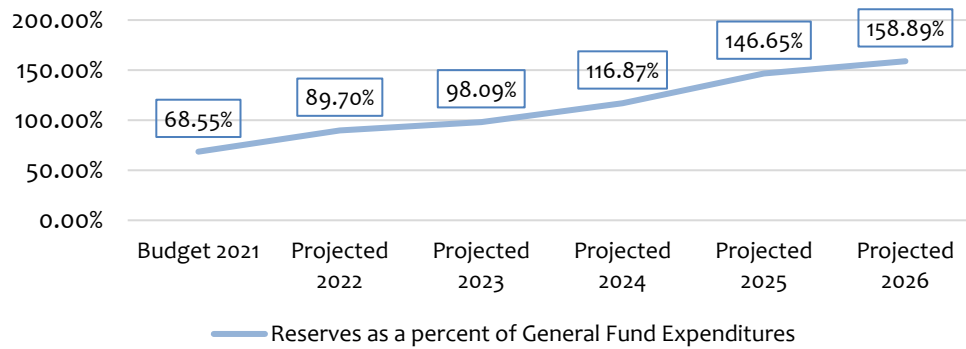 200.00%
150.00%
100.00%
50.00%
0.00%
68.55%
89.70%
98.09%
116.87%
146.65%
158.89%
Budget 2021
Projected
2022
Projected
2023
Projected
2024
Projected
2025
Projected
2026
Reserves as a percent of General Fund Expenditures